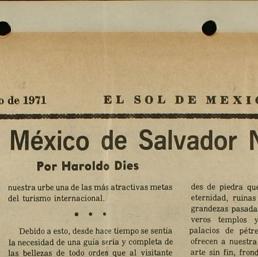 o de 1971 EL SOL DE MEXIC
México de Salvador N
Por Haroldo Dies
nuestra urbe una de las más atractivas metas
del turismo internacional.
* * *
Debido a esto, desde hace tiempo se sentía
la necesidad de una guía seria y completa de
las bellezas de todo orden que al visitante
des de piedra qu
eternidad, ruinas
grandezas pasada
veros templos y
palacios de pétr
ofrecen a nuestra
arte sin fin, frond